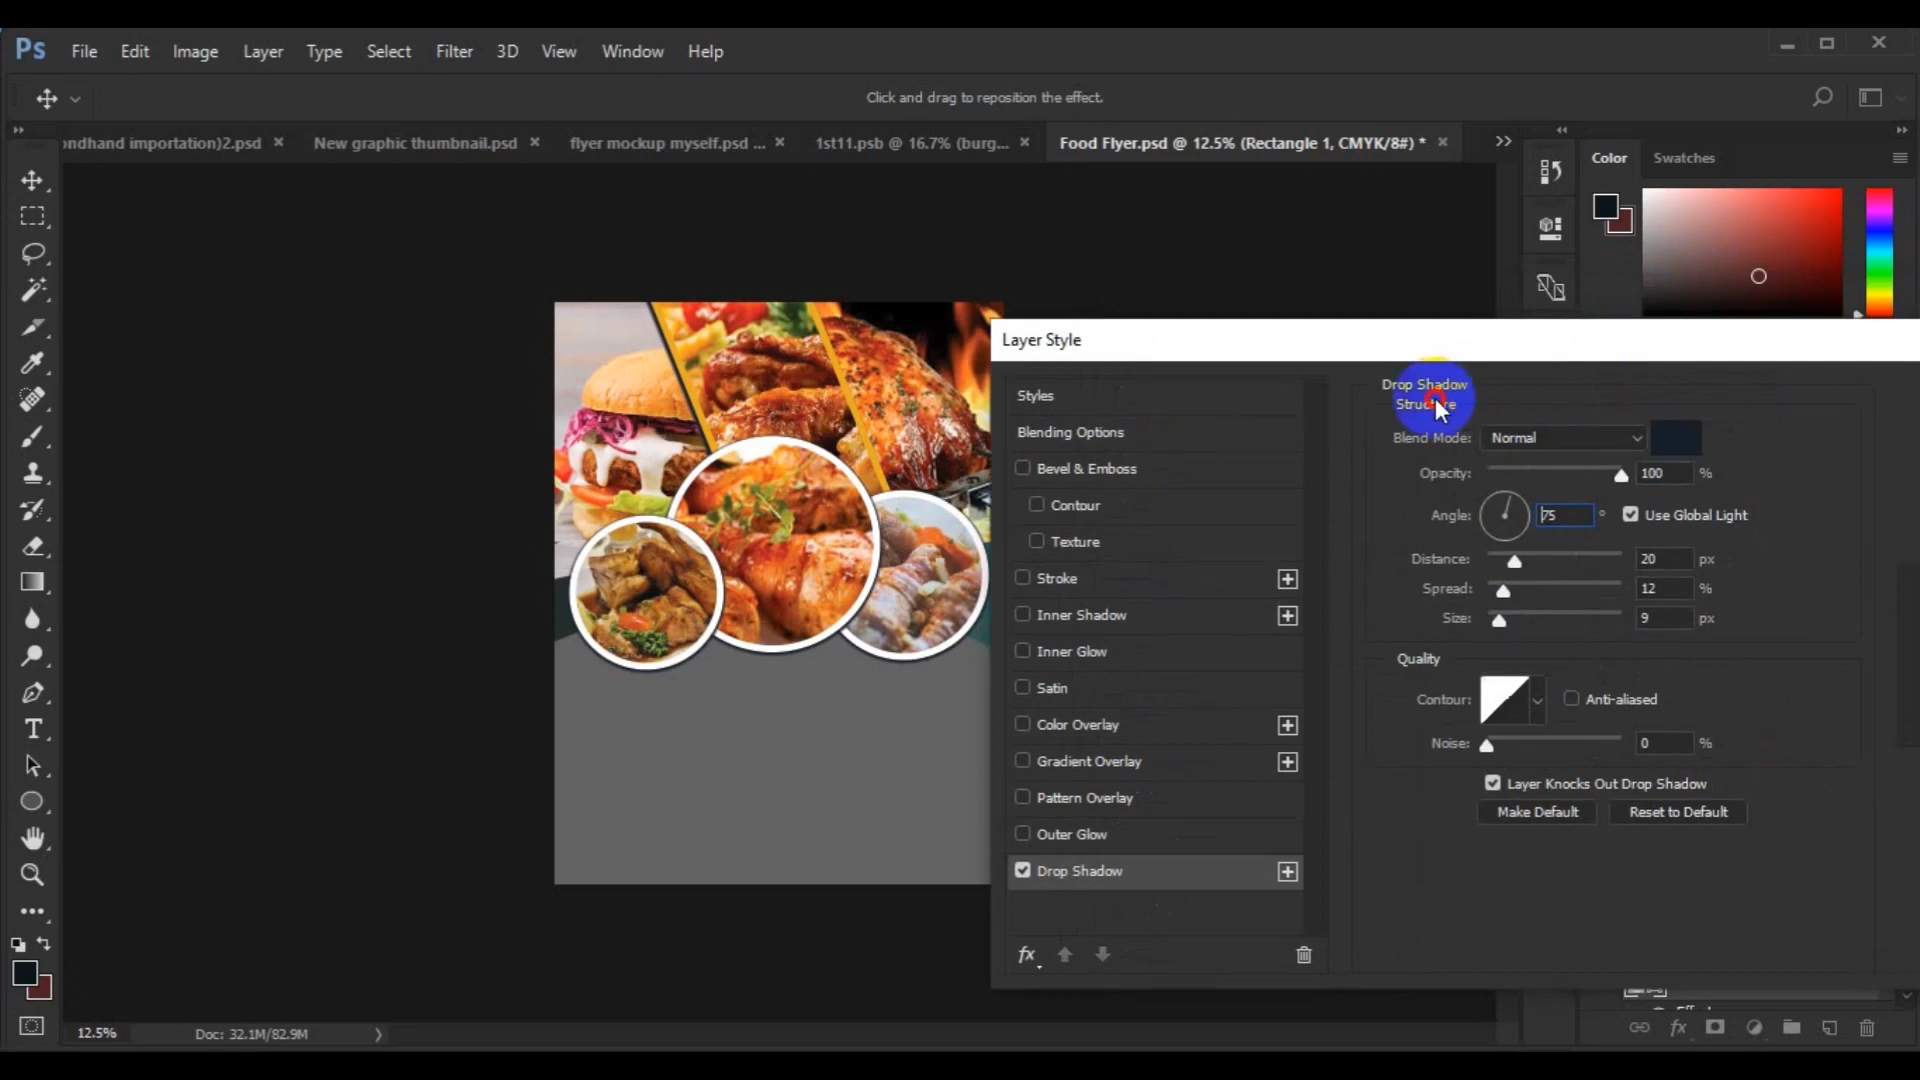 Ps File Edit Image Layer Type Select Filter 3D View Window Help
Click and drag to reposition the effect.
ondhand importation)2.psd × New graphic thumbnail.psd × flyer mockup myself.psd ... × 1st11.psb @ 16.7% (burg... × Food Flyer.psd @ 12.5% (Rectangle 1, CMYK/8#) * ×
Color Swatches
Layer Style
Styles
Blending Options
Bevel & Emboss
Contour
Texture
Stroke
Inner Shadow
Inner Glow
Satin
Color Overlay
Gradient Overlay
Pattern Overlay
Outer Glow
Drop Shadow
fx
Drop Shadow
Structure
Blend Mode: Normal
Opacity: 100 %
Angle: 75 ° Use Global Light
Distance: 20 px
Spread: 12 %
Size: 9 px
Quality
Contour: Anti-aliased
Noise: 0 %
Layer Knocks Out Drop Shadow
Make Default Reset to Default
12.5% Doc: 32.1M/82.9M
fx